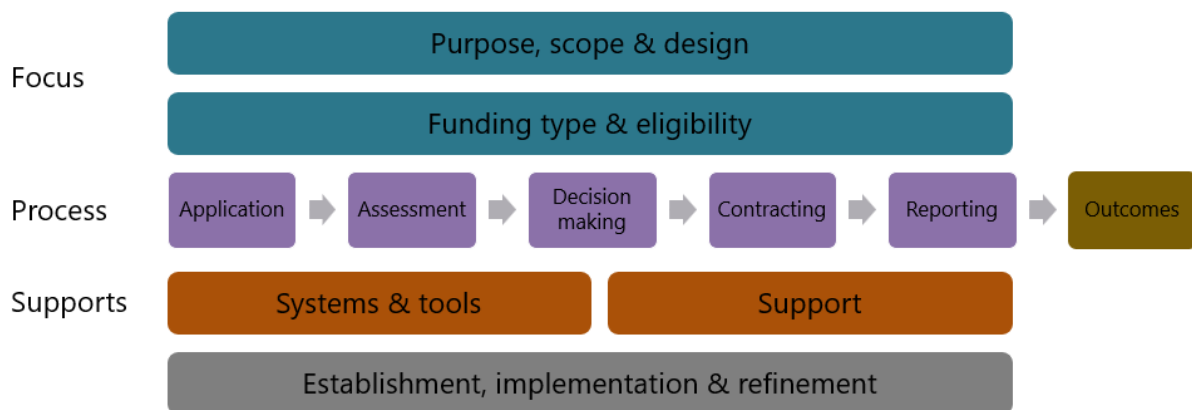 Purpose, scope & design
Focus
Funding type & eligibility
Process
Application
Assessment
Decision
making
Contracting
Reporting
Outcomes
Supports
Systems & tools
Support
Establishment, implementation & refinement